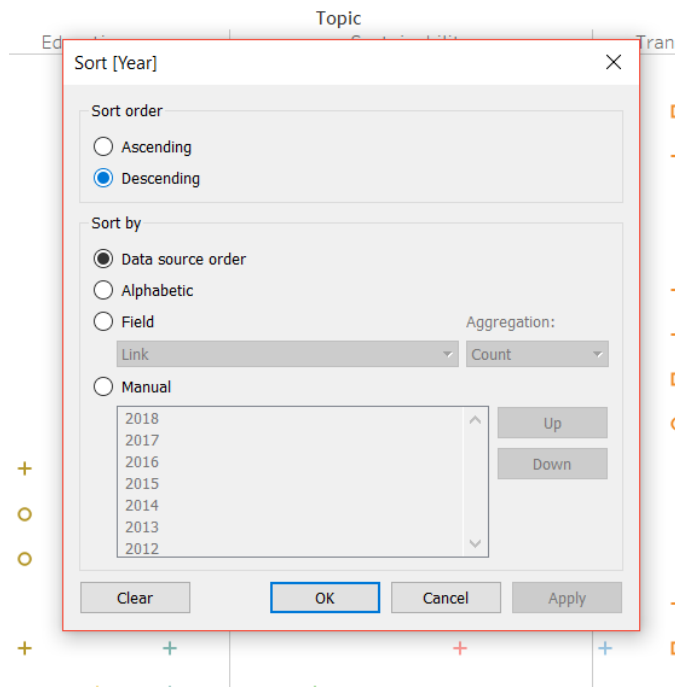 Topic
Sort [Year]
Sort order
Ascending
Descending
Sort by
Data source order
Alphabetic
Field
Aggregation:
Link
Count
Manual
2018
2017
2016
2015
2014
2013
2012
Up
Down
Clear
OK
Cancel
Apply